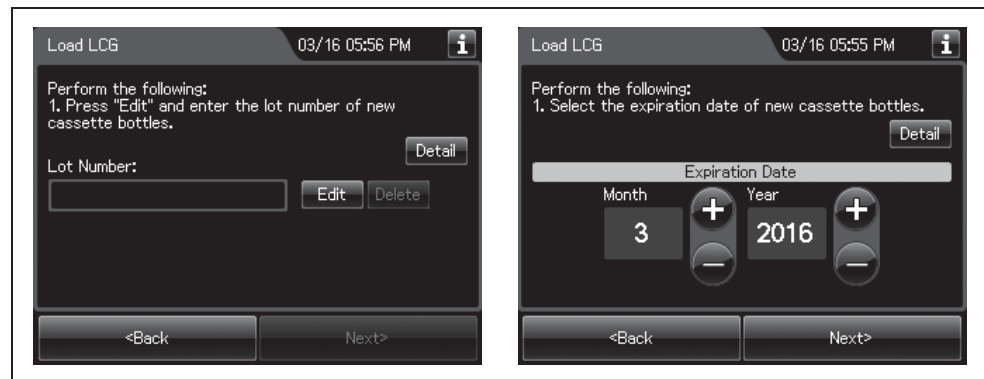 Load LCG
03/16 05:56 PM
i
Perform the following:
1. Press "Edit" and enter the lot number of new
cassette bottles.
Detail
Lot Number:
Edit
Delete
<Back
Next>
Load LCG
03/16 05:55 PM
i
Perform the following:
1. Select the expiration date of new cassette bottles.
Detail
Expiration Date
Month
Year
+
+
3
2016
−
−
<Back
Next>